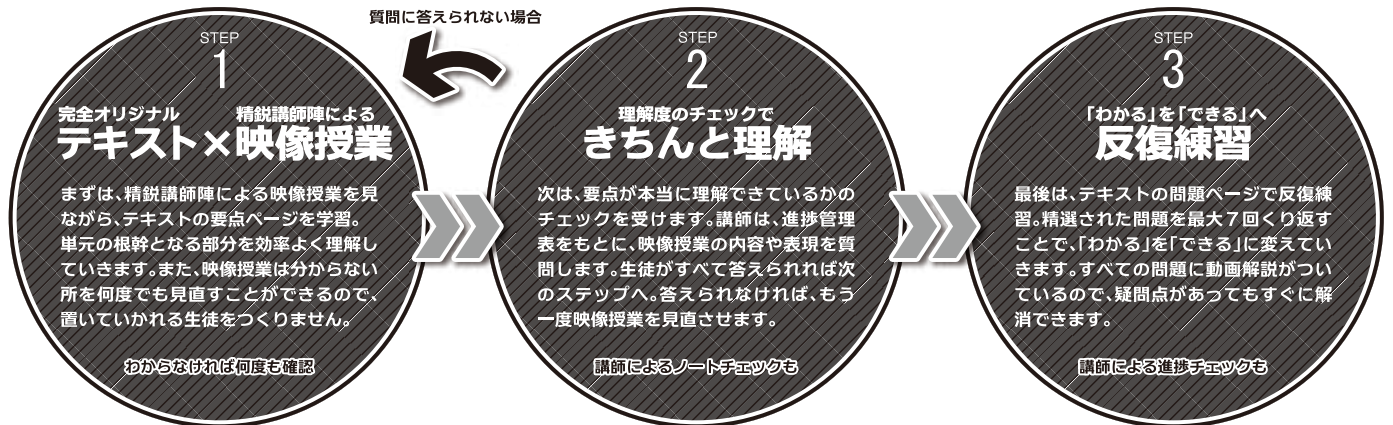 質問に答えられない場合
STEP
1
完全オリジナル 精鋭講師陣による
テキスト×映像授業
まずは、精鋭講師陣による映像授業を見
ながら、テキストの要点ページを学習。
単元の根幹となる部分を効率よく理解し
ていきます。また、映像授業は分からない
所を何度でも見直すことができるので、
置いていかれる生徒をつくりません。
わからなければ何度も確認
STEP
2
理解度のチェックで
きちんと理解
次は、要点が本当に理解できているかの
チェックを受けます。講師は、進捗管理
表をもとに、映像授業の内容や表現を質
問します。生徒がすべて答えられれば次
のステップへ。答えられなければ、もう
一度映像授業を見直させます。
講師によるノートチェックも
STEP
3
「わかる」を「できる」へ
反復練習
最後は、テキストの問題ページで反復練
習。精選された問題を最大7回くり返す
ことで、「わかる」を「できる」に変えてい
きます。すべての問題に動画解説がつい
ているので、疑問点があってもすぐに解
消できます。
講師による進捗チェックも